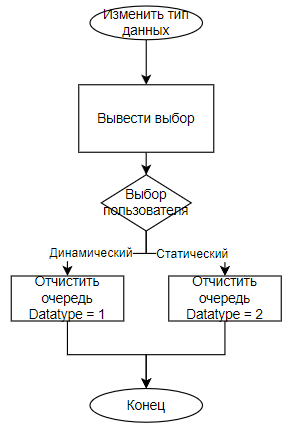 Изменить тип
данных
Вывести выбор
Выбор
пользователя
Динамический
Статический
Отчистить
очередь
Datatype = 1
Отчистить
очередь
Datatype = 2
Конец